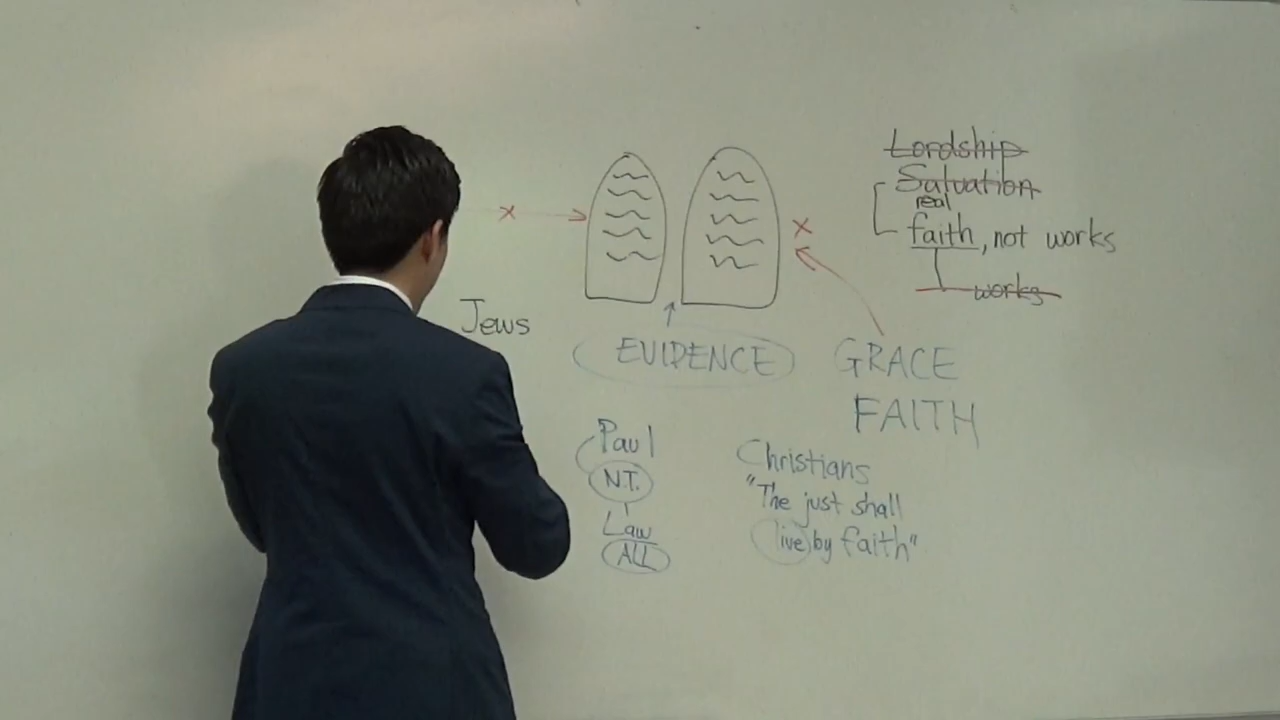 Lordship
Salvation
real
faith, not works
works
Jews
EVIDENCE
GRACE
FAITH
Paul
N.T.
Law
ALL
Christians
"The just shall
live by faith"